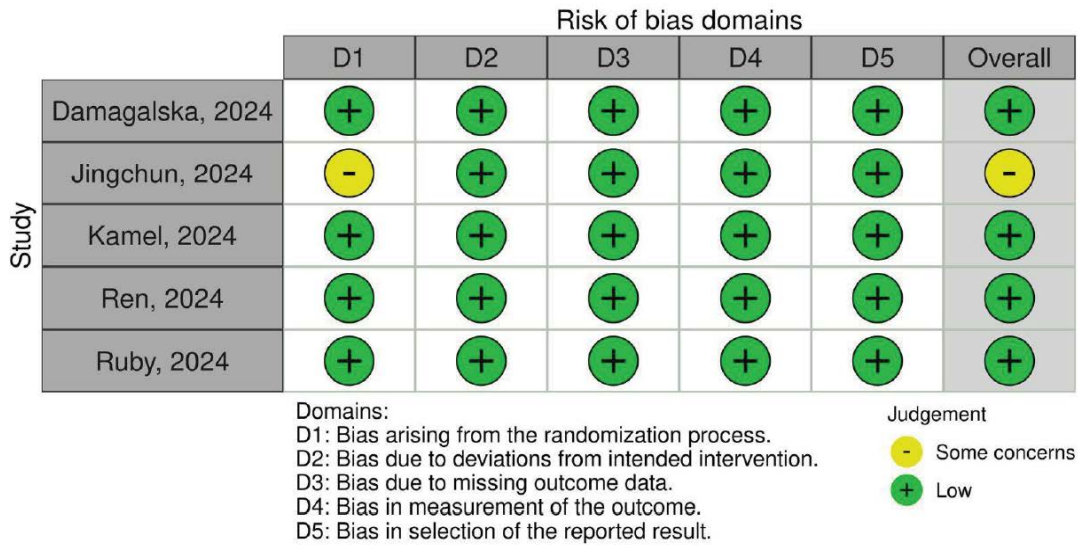 Risk of bias domains
D1 D2 D3 D4 D5 Overall
Study
Damagalska, 2024 + + + + + +
Jingchun, 2024 - + + + + -
Kamel, 2024 + + + + + +
Ren, 2024 + + + + + +
Ruby, 2024 + + + + + +
Domains:
D1: Bias arising from the randomization process.
D2: Bias due to deviations from intended intervention.
D3: Bias due to missing outcome data.
D4: Bias in measurement of the outcome.
D5: Bias in selection of the reported result.
Judgement
- Some concerns
+ Low